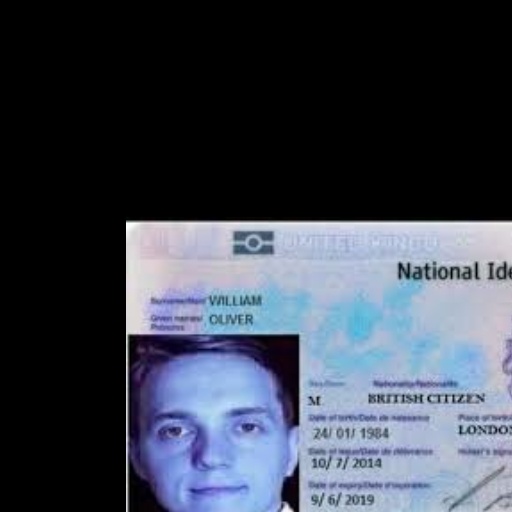 UNITED KINGDOM
National Ide
Surname/Nom WILLIAM
Given names/ OLIVER
Prénoms
Sex/Sexe Nationality/Nationalité
M BRITISH CITIZEN
Date of birth/Date de naissance Place of birth
24/ 01/ 1984 LONDON
Date of issue/Date de délivrance Holder's signa
10/ 7/ 2014
Date of expiry/Date d'expiration
9/ 6/ 2019